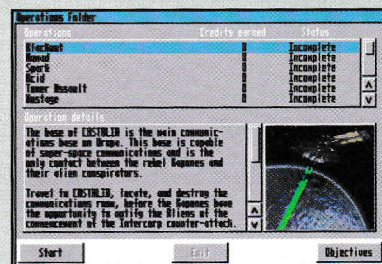 Operations Folder
Operations Credits earned Status
Blackout 0 Incomplete
Nomad 0 Incomplete
Spark 0 Incomplete
Acid 0 Incomplete
Tower Assault 0 Incomplete
Hostage 0 Incomplete
Operation details
The base of CASTALIA is the main communic-
ations base on Drapa. This base is capable
of super-space communications and is the
only contact between the rebel Gapones and
their alien conspirators.
Travel to CASTALIA, locate, and destroy the
communications room, before the Gapones have
the opportunity to notify the Aliens of the
commencement of the Intercorp counter-attack.
Start Exit Objectives